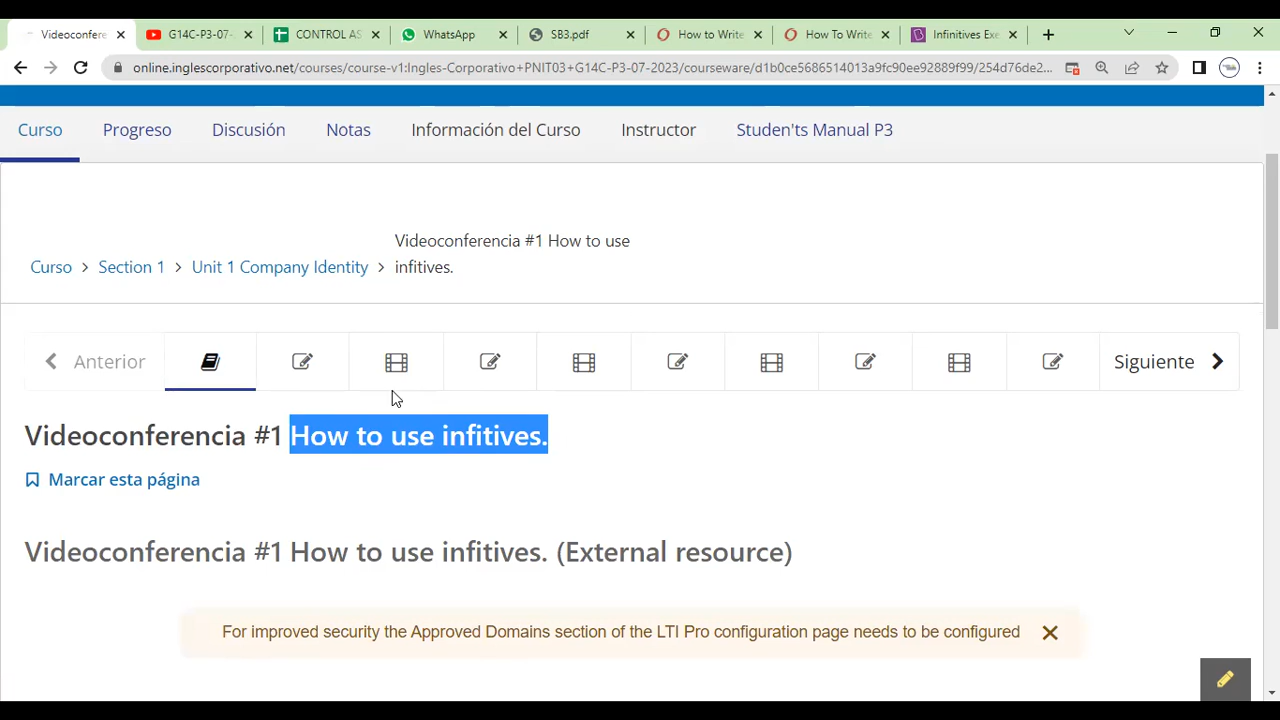 Videoconfere
G14C-P3-07-
CONTROL AS
WhatsApp
SB3.pdf
How to Write
How To Write
Infinitives Exe
online.inglescorporativo.net/courses/course-v1:Ingles-Corporativo+PNIT03+G14C-P3-07-2023/courseware/d1b0ce5686514013a9fc90ee92889f99/254d76de2...
Curso
Progreso
Discusión
Notas
Información del Curso
Instructor
Studen'ts Manual P3
Curso > Section 1 > Unit 1 Company Identity >
Videoconferencia #1 How to use
infitives.
Anterior
Siguiente
Videoconferencia #1 How to use infitives.
Marcar esta página
Videoconferencia #1 How to use infitives. (External resource)
For improved security the Approved Domains section of the LTI Pro configuration page needs to be configured